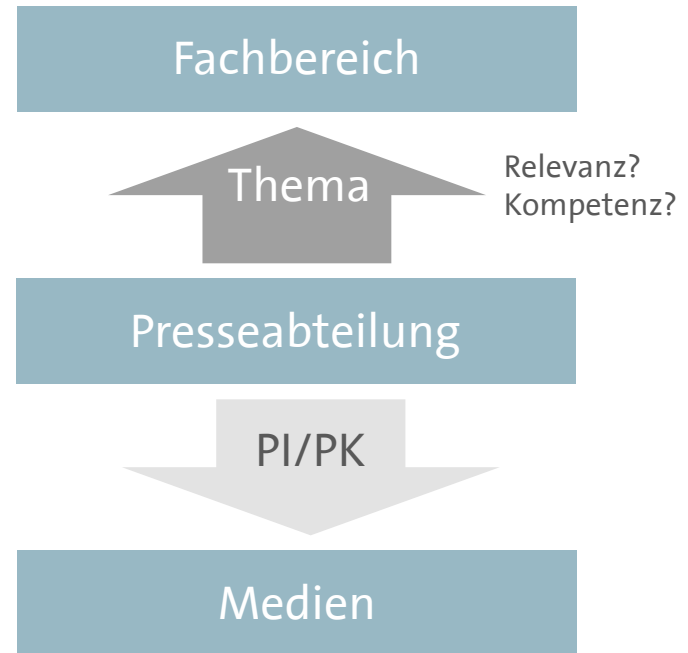 Fachbereich
Thema
Relevanz?
Kompetenz?
Presseabteilung
PI/PK
Medien